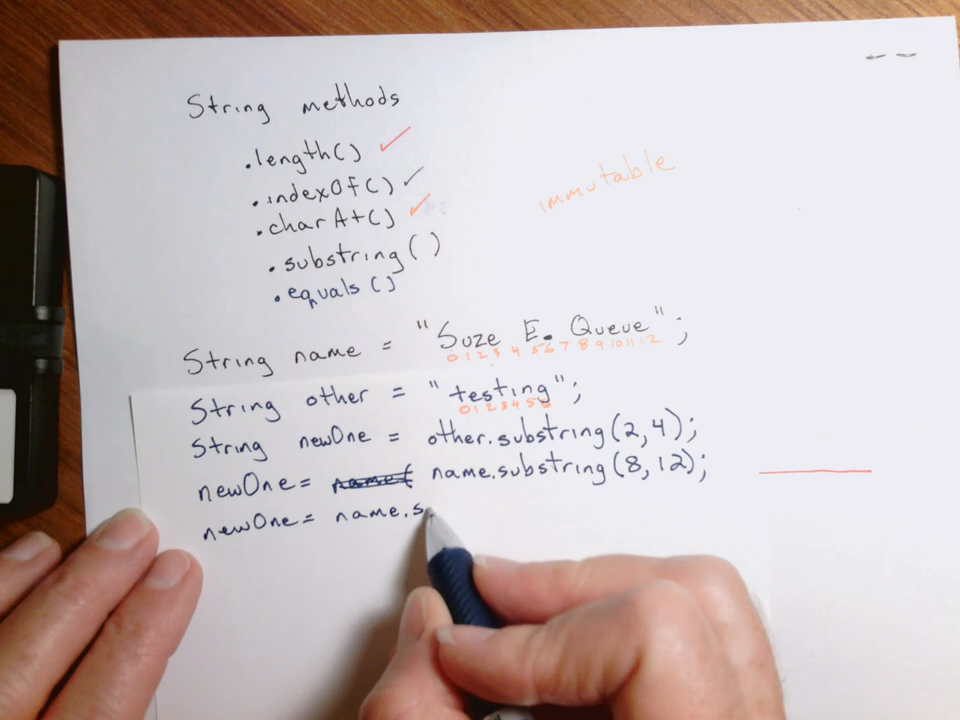 String methods
.length() ✓
.indexOf() ✓
.charAt() ✓
immutable
.substring()
.equals()
String name = "Suze E. Queue";
0 1 2 3 4 5 6 7 8 9 10 11 12
String other = "testing";
0 1 2 3 4 5 6
String newOne = other.substring(2,4);
newOne = name( name.substring(8,12);
newOne = name.s